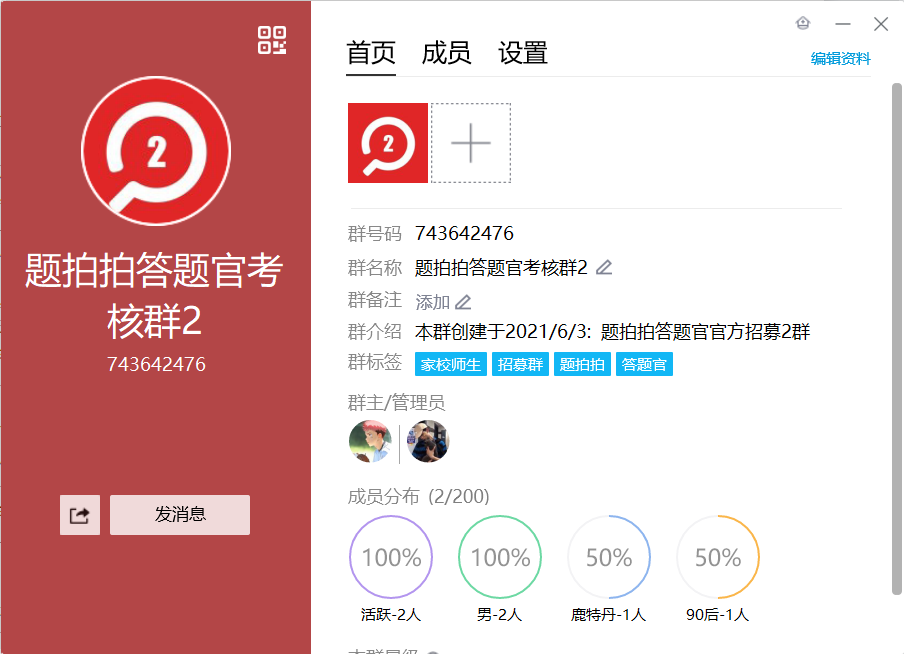 2
题拍拍答题官考
核群2
743642476
发消息
首页 成员 设置
编辑资料
2
群号码 743642476
群名称 题拍拍答题官考核群2
群备注 添加
群介绍 本群创建于2021/6/3: 题拍拍答题官官方招募2群
群标签 家校师生 招募群 题拍拍 答题官
群主/管理员
成员分布 (2/200)
100% 100% 50% 50%
活跃-2人 男-2人 鹿特丹-1人 90后-1人